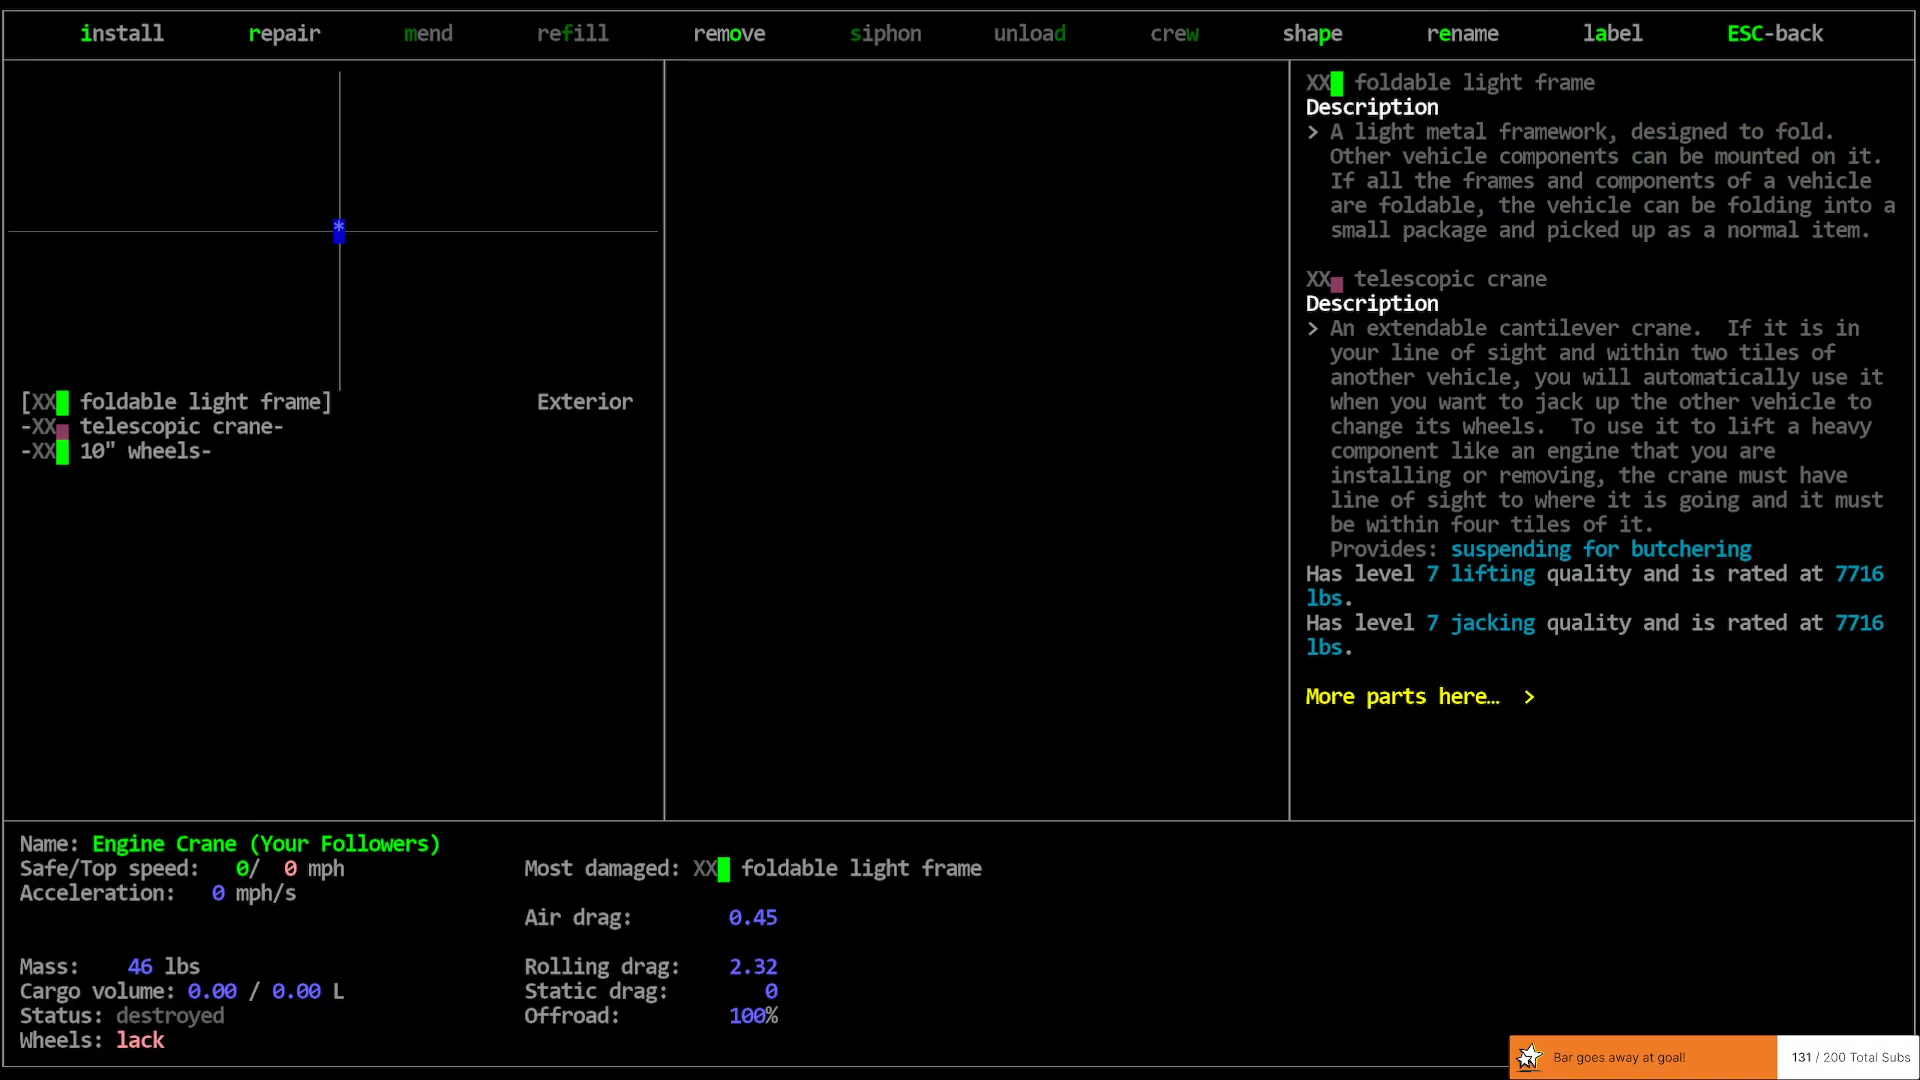 install repair mend refill remove siphon unload crew shape rename label ESC-back
XX foldable light frame
Description
> A light metal framework, designed to fold.
Other vehicle components can be mounted on it.
If all the frames and components of a vehicle
are foldable, the vehicle can be folding into a
small package and picked up as a normal item.
XX telescopic crane
Description
> An extendable cantilever crane.  If it is in
your line of sight and within two tiles of
another vehicle, you will automatically use it
when you want to jack up the other vehicle to
change its wheels.  To use it to lift a heavy
component like an engine that you are
installing or removing, the crane must have
line of sight to where it is going and it must
be within four tiles of it.
Provides: suspending for butchering
Has level 7 lifting quality and is rated at 7716
lbs.
Has level 7 jacking quality and is rated at 7716
lbs.
More parts here… >
*
[XX foldable light frame] Exterior
-XX telescopic crane-
-XX 10" wheels-
Name: Engine Crane (Your Followers)
Safe/Top speed: 0/ 0 mph
Acceleration: 0 mph/s
Mass: 46 lbs
Cargo volume: 0.00 / 0.00 L
Status: destroyed
Wheels: lack
Most damaged: XX foldable light frame
Air drag: 0.45
Rolling drag: 2.32
Static drag: 0
Offroad: 100%
Bar goes away at goal! 131 / 200 Total Subs